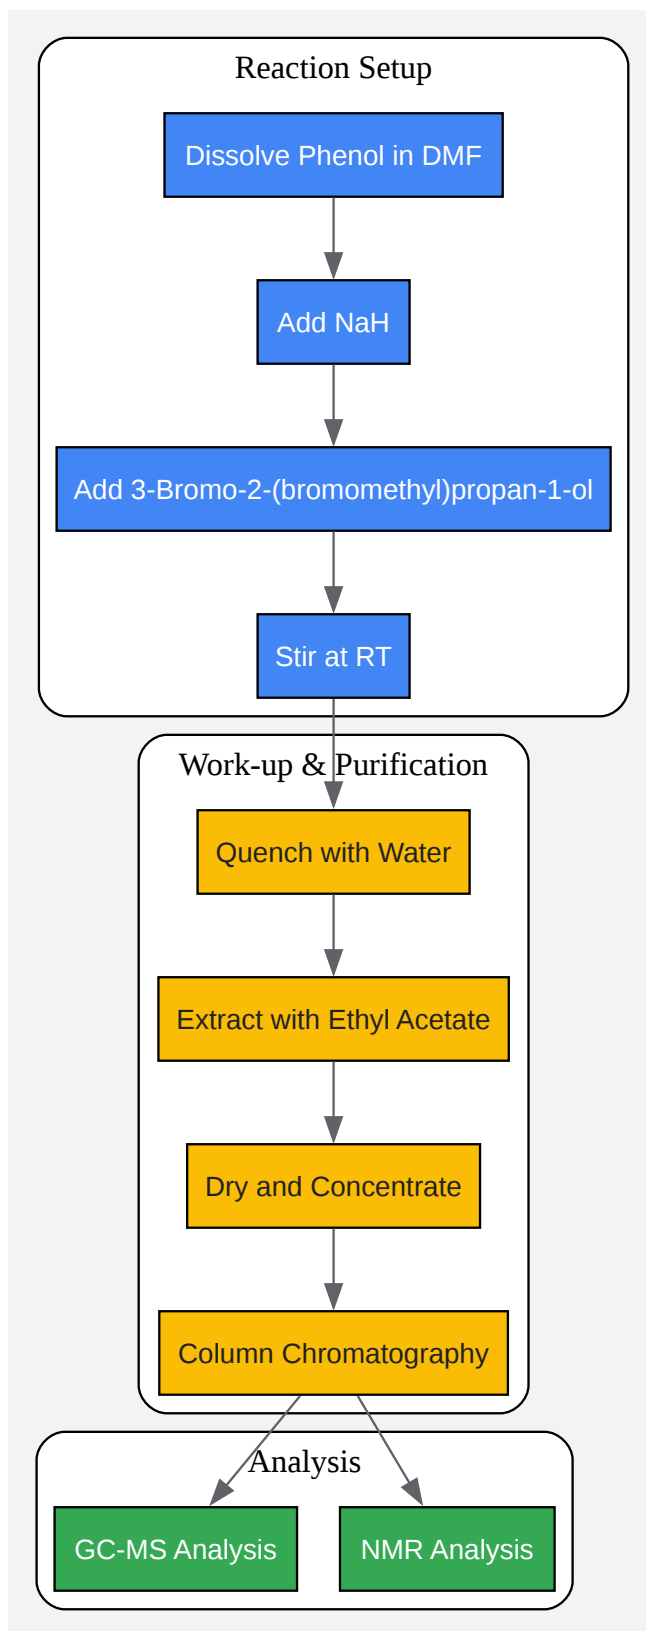 Reaction Setup
Dissolve Phenol in DMF
Add NaH
Add 3-Bromo-2-(bromomethyl)propan-1-ol
Stir at RT
Work-up & Purification
Quench with Water
Extract with Ethyl Acetate
Dry and Concentrate
Column Chromatography
Analysis
GC-MS Analysis
NMR Analysis